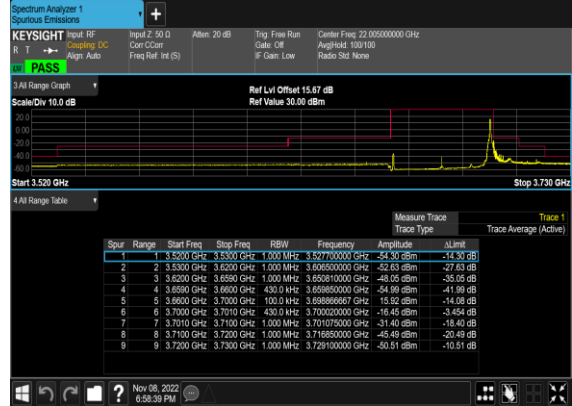 Spectrum Analyzer 1
Spurious Emissions
KEYSIGHT Input: RF Input Z: 50 Ω Atten: 20 dB Trig: Free Run Center Freq: 22.005000000 GHz
R T Coupling: DC Corr CCorr Gate: Off Avg|Hold: 100/100
Align: Auto Freq Ref: Int (S) IF Gain: Low Radio Std: None
PASS
3 All Range Graph
Ref Lvl Offset 15.67 dB
Scale/Div 10.0 dB Ref Value 30.00 dBm
20.0
0.00
-20.0
-40.0
-60.0
Start 3.520 GHz Stop 3.730 GHz
4 All Range Table
Measure Trace Trace 1
Trace Type Trace Average (Active)
Spur Range Start Freq Stop Freq RBW Frequency Amplitude ΔLimit
1 1 3.5200 GHz 3.5300 GHz 1.000 MHz 3.527700000 GHz -54.30 dBm -14.30 dB
2 2 3.5300 GHz 3.6200 GHz 1.000 MHz 3.606500000 GHz -52.63 dBm -27.63 dB
3 3 3.6200 GHz 3.6590 GHz 1.000 MHz 3.650810000 GHz -48.05 dBm -35.05 dB
4 4 3.6590 GHz 3.6600 GHz 430.0 kHz 3.659850000 GHz -54.99 dBm -41.99 dB
5 5 3.6600 GHz 3.7000 GHz 100.0 kHz 3.698866667 GHz 15.92 dBm -14.08 dB
6 6 3.7000 GHz 3.7010 GHz 430.0 kHz 3.700020000 GHz -16.45 dBm -3.454 dB
7 7 3.7010 GHz 3.7100 GHz 1.000 MHz 3.701075000 GHz -31.40 dBm -18.40 dB
8 8 3.7100 GHz 3.7200 GHz 1.000 MHz 3.716850000 GHz -45.49 dBm -20.49 dB
9 9 3.7200 GHz 3.7300 GHz 1.000 MHz 3.729100000 GHz -50.51 dBm -10.51 dB
? Nov 08, 2022
6:58:39 PM